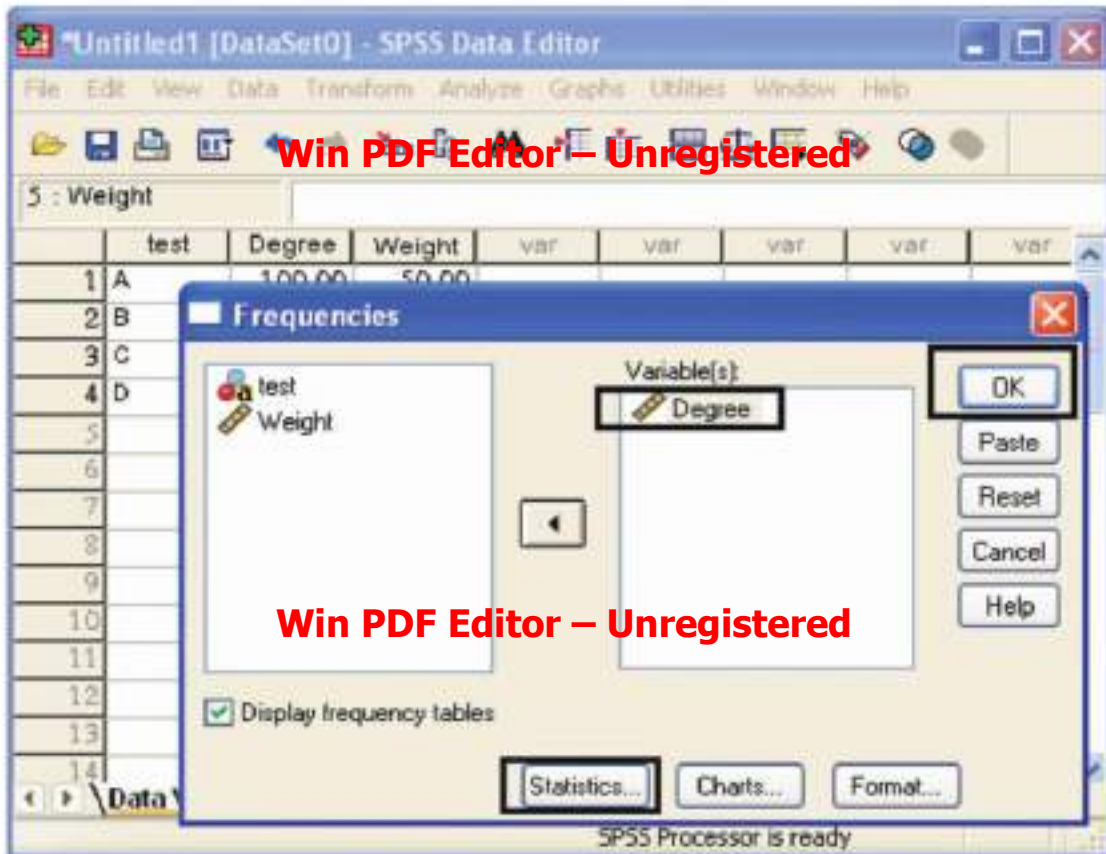 *Untitled1 [DataSet0] - SPSS Data Editor
File Edit View Data Transform Analyze Graphs Utilities Window Help
Win PDF Editor – Unregistered
5 : Weight
test Degree Weight var var var var var
1 A 100.00 50.00
2 B
3 C
4 D
5
6
7
8
9
10
11
12
13
14
Frequencies
test
Weight
Variable(s):
Degree
OK
Paste
Reset
Cancel
Help
Win PDF Editor – Unregistered
Display frequency tables
Statistics... Charts... Format...
Data V
SPSS Processor is ready